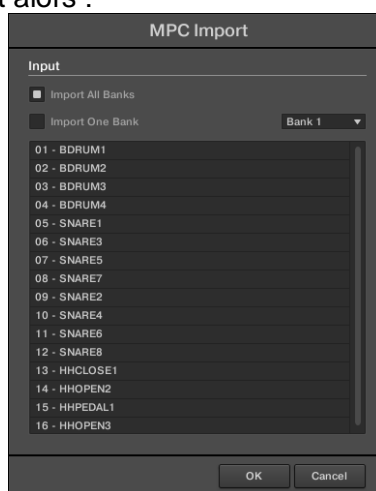 t alors :
MPC Import
Input
Import All Banks
Import One Bank Bank 1
01 - BDRUM1
02 - BDRUM2
03 - BDRUM3
04 - BDRUM4
05 - SNARE1
06 - SNARE3
07 - SNARE5
08 - SNARE7
09 - SNARE2
10 - SNARE4
11 - SNARE6
12 - SNARE8
13 - HHCLOSE1
14 - HHOPEN2
15 - HHPEDAL1
16 - HHOPEN3
OK Cancel